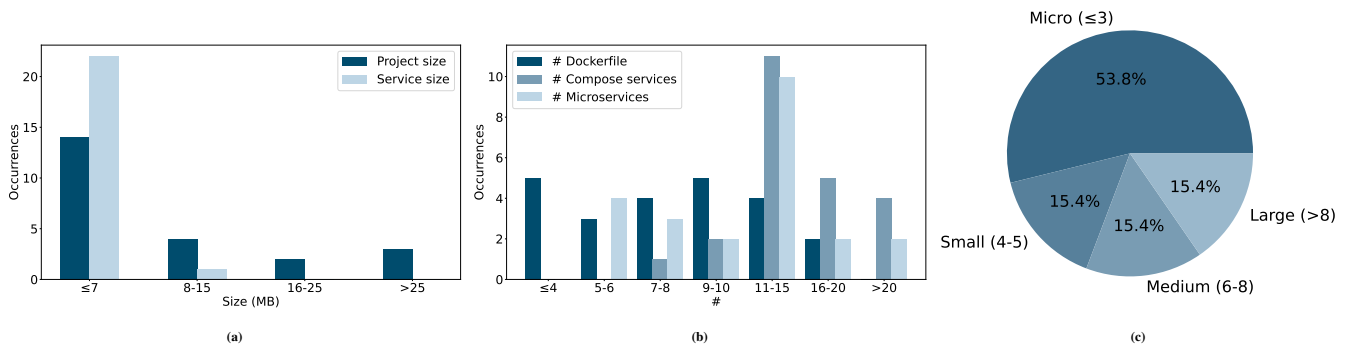 Project size
Service size
Occurrences
20
15
10
5
0
≤7
8-15
16-25
>25
Size (MB)
(a)
# Dockerfile
# Compose services
# Microservices
Occurrences
10
8
6
4
2
0
≤4
5-6
7-8
9-10
11-15
16-20
>20
#
(b)
Micro (≤3)
53.8%
15.4%
15.4%
15.4%
Small (4-5)
Large (>8)
Medium (6-8)
(c)